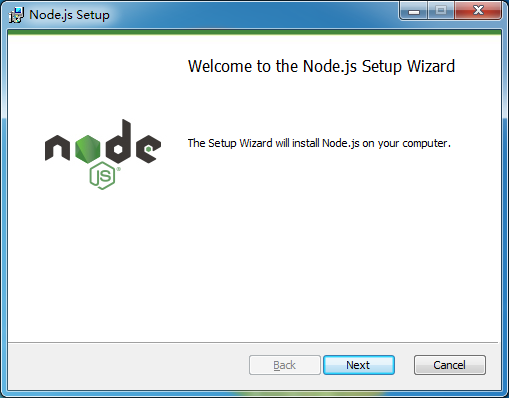 Node.js Setup
Welcome to the Node.js Setup Wizard
node
JS®
The Setup Wizard will install Node.js on your computer.
Back
Next
Cancel